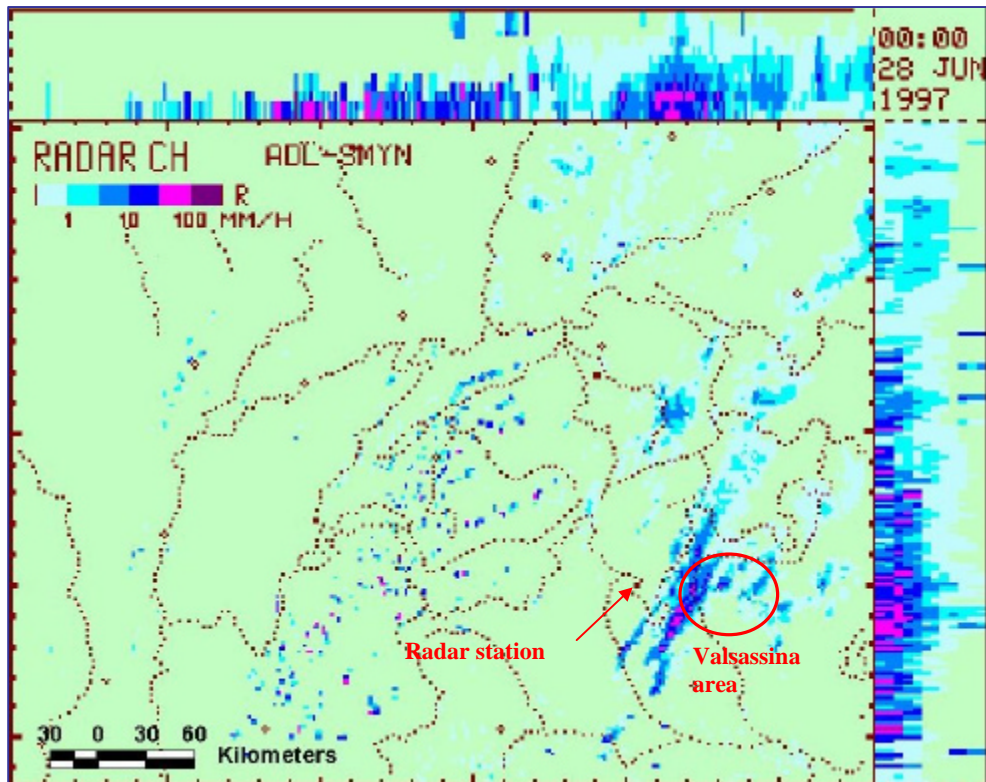 00:00
28 JUN
1997
RADAR CH ADL-SMYN
R
1 10 100 MM/H
Radar station
Valsassina
area
30 0 30 60
Kilometers